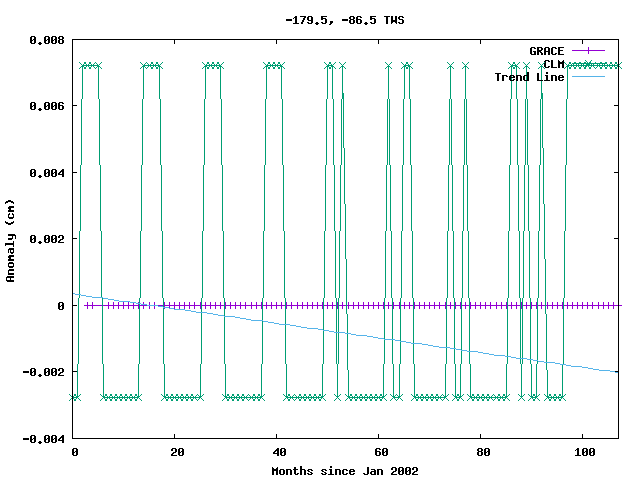 -179.5, -86.5 TWS
GRACE
CLM
Trend Line
0.008
0.006
0.004
0.002
0
-0.002
-0.004
Anomaly (cm)
0 20 40 60 80 100
Months since Jan 2002